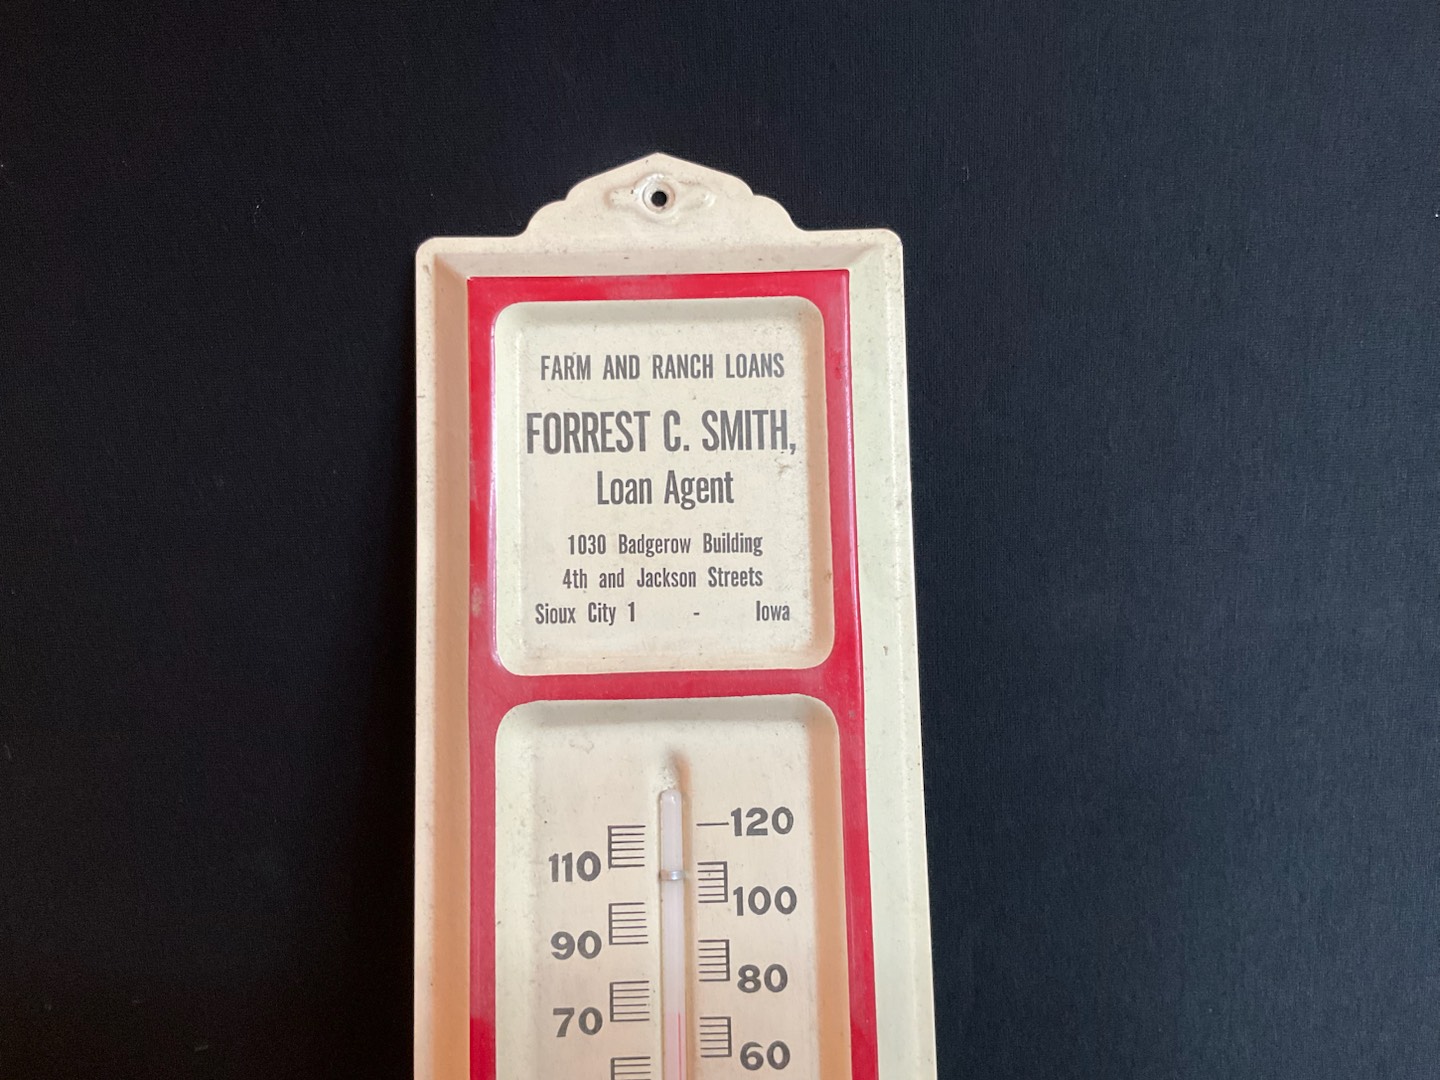 FARM AND RANCH LOANS
FORREST C. SMITH,
Loan Agent
1030 Badgerow Building
4th and Jackson Streets
Sioux City 1 - Iowa
120
110
100
90
80
70
60